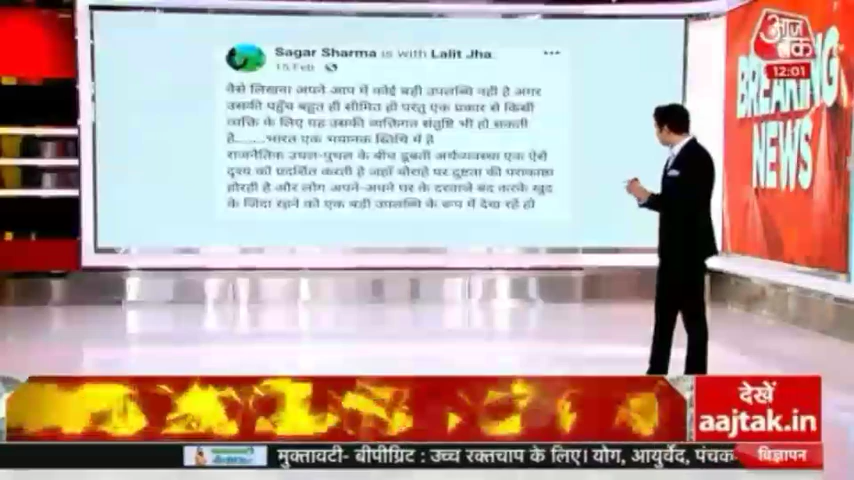 Sagar Sharma is with Lalit Jha.
15 Feb
वैसे लिखना अपने आप में कोई बड़ी उपलब्धि नही है अगर
उसकी पहुँच बहुत ही सीमित हो परंतु एक प्रकार से किसी
व्यक्ति के लिए यह उसकी व्यक्तिगत संतुष्टि भी हो सकती
है.......भारत एक भयानक स्थिति में है
राजनैतिक उथल-पुथल के बीच डूबती अर्थव्यवस्था एक ऐसे
दृश्य को प्रदर्शित करती है जहाँ चौराहे पर दुष्टता की पराकाष्ठा
होरही है और लोग अपने-अपने घर के दरवाजे बंद करके खुद
के जिंदा रहने को एक बड़ी उपलब्धि के रूप में देख रहें हो
आज तक
12:01
BREAKING
NEWS
देखें
aajtak.in
मुक्तावटी- बीपीग्रिट : उच्च रक्तचाप के लिए। योग, आयुर्वेद, पंचक
विज्ञापन